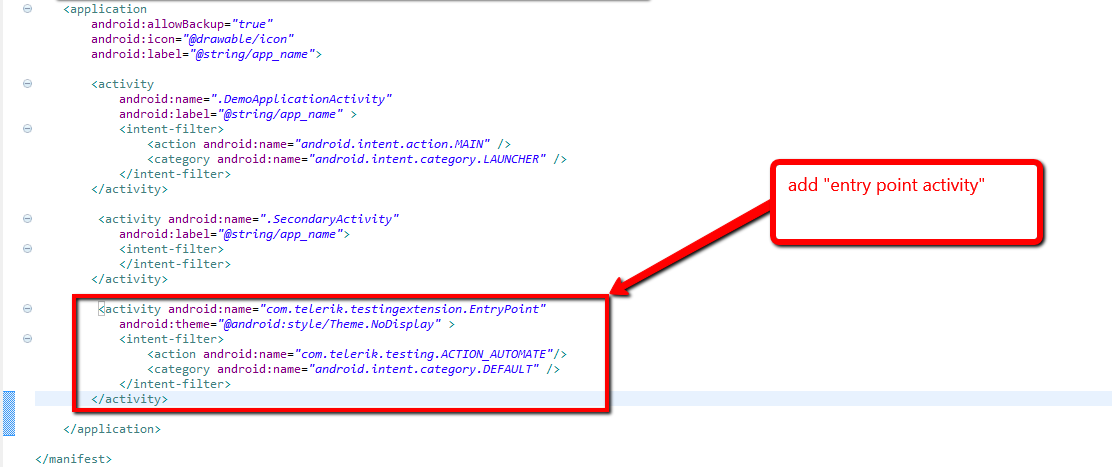 <application
android:allowBackup="true"
android:icon="@drawable/icon"
android:label="@string/app_name">
<activity
android:name=".DemoApplicationActivity"
android:label="@string/app_name" >
<intent-filter>
<action android:name="android.intent.action.MAIN" />
<category android:name="android.intent.category.LAUNCHER" />
</intent-filter>
</activity>
add "entry point activity"
<activity android:name=".SecondaryActivity"
android:label="@string/app_name">
<intent-filter>
</intent-filter>
</activity>
<activity android:name="com.telerik.testingextension.EntryPoint"
android:theme="@android:style/Theme.NoDisplay" >
<intent-filter>
<action android:name="com.telerik.testing.ACTION_AUTOMATE"/>
<category android:name="android.intent.category.DEFAULT" />
</intent-filter>
</activity>
</application>
</manifest>